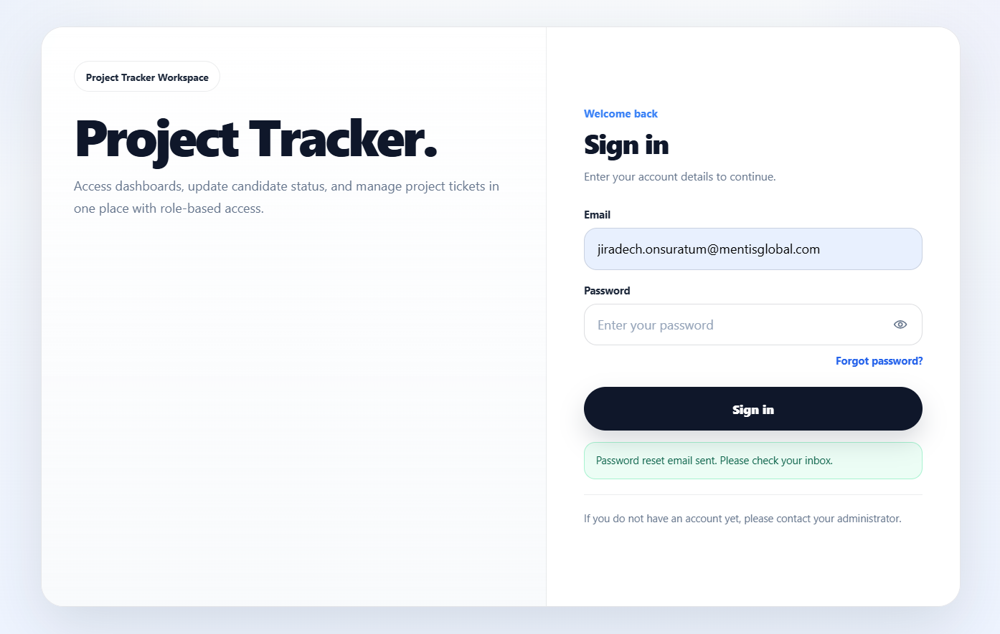 Project Tracker Workspace
Project Tracker.
Access dashboards, update candidate status, and manage project tickets in
one place with role-based access.
Welcome back
Sign in
Enter your account details to continue.
Email
jiradech.onsuratum@mentisglobal.com
Password
Enter your password
Forgot password?
Sign in
Password reset email sent. Please check your inbox.
If you do not have an account yet, please contact your administrator.